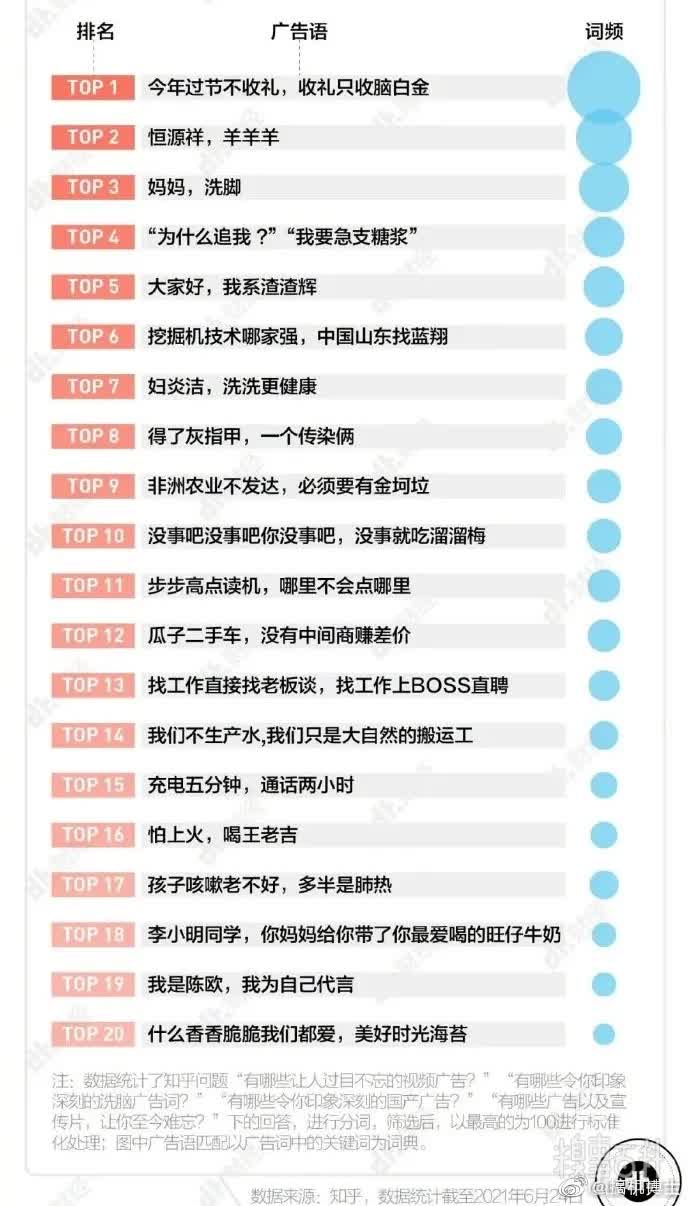 排名 广告语 词频
TOP 1 今年过节不收礼，收礼只收脑白金
TOP 2 恒源祥，羊羊羊
TOP 3 妈妈，洗脚
TOP 4 “为什么追我？”“我要急支糖浆”
TOP 5 大家好，我系渣渣辉
TOP 6 挖掘机技术哪家强，中国山东找蓝翔
TOP 7 妇炎洁，洗洗更健康
TOP 8 得了灰指甲，一个传染俩
TOP 9 非洲农业不发达，必须要有金坷垃
TOP 10 没事吧没事吧你没事吧，没事就吃溜溜梅
TOP 11 步步高点读机，哪里不会点哪里
TOP 12 瓜子二手车，没有中间商赚差价
TOP 13 找工作直接找老板谈，找工作上BOSS直聘
TOP 14 我们不生产水,我们只是大自然的搬运工
TOP 15 充电五分钟，通话两小时
TOP 16 怕上火，喝王老吉
TOP 17 孩子咳嗽老不好，多半是肺热
TOP 18 李小明同学，你妈妈给你带了你最爱喝的旺仔牛奶
TOP 19 我是陈欧，我为自己代言
TOP 20 什么香香脆脆我们都爱，美好时光海苔
注：数据统计了知乎问题“有哪些让人过目不忘的视频广告？”“有哪些令你印象
深刻的洗脑广告词？”“有哪些令你印象深刻的国产广告？”“有哪些广告以及宣
传片，让你至今难忘？”下的回答，进行分词，筛选后，以最高的为100进行标准
化处理；图中广告语匹配以广告词中的关键词为词典。
数据来源：知乎，数据统计截至2021年6月24日